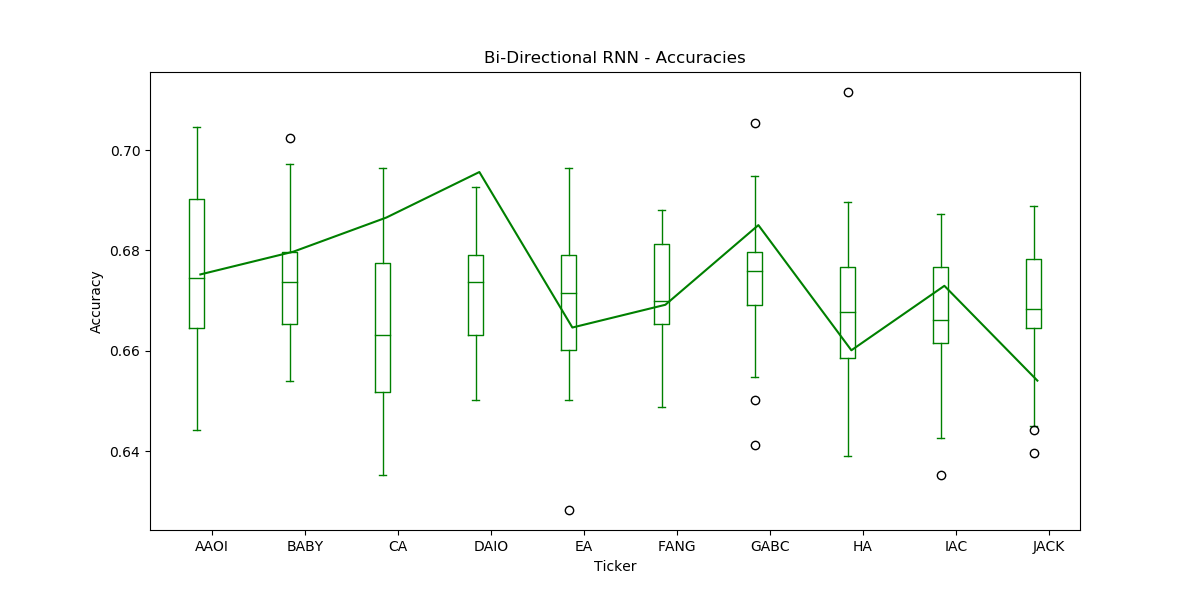 Bi-Directional RNN - Accuracies
0.70
0.68
0.66
0.64
Accuracy
AAOI BABY CA DAIO EA FANG GABC HA IAC JACK
Ticker